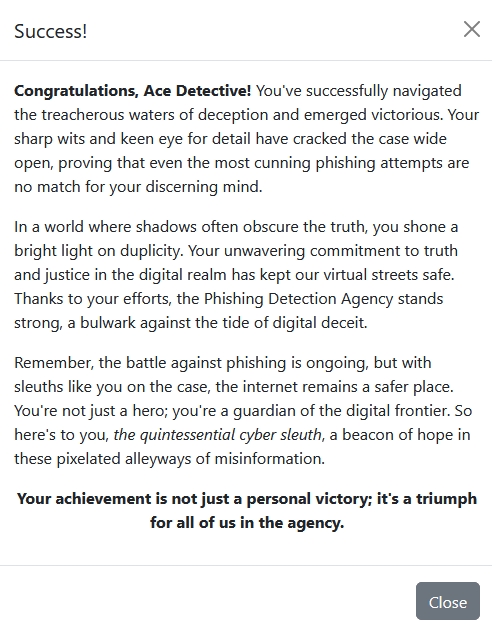 Success!
Congratulations, Ace Detective! You've successfully navigated
the treacherous waters of deception and emerged victorious. Your
sharp wits and keen eye for detail have cracked the case wide
open, proving that even the most cunning phishing attempts are
no match for your discerning mind.
In a world where shadows often obscure the truth, you shone a
bright light on duplicity. Your unwavering commitment to truth
and justice in the digital realm has kept our virtual streets safe.
Thanks to your efforts, the Phishing Detection Agency stands
strong, a bulwark against the tide of digital deceit.
Remember, the battle against phishing is ongoing, but with
sleuths like you on the case, the internet remains a safer place.
You're not just a hero; you're a guardian of the digital frontier. So
here's to you, the quintessential cyber sleuth, a beacon of hope in
these pixelated alleyways of misinformation.
Your achievement is not just a personal victory; it's a triumph
for all of us in the agency.
Close